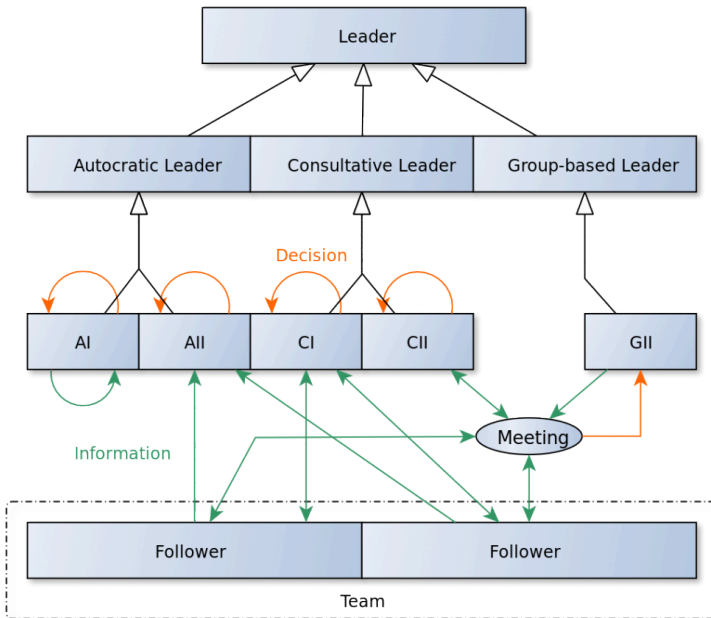 Leader
Autocratic Leader
Consultative Leader
Group-based Leader
Decision
AI
AII
CI
CII
GII
Meeting
Information
Follower
Follower
Team